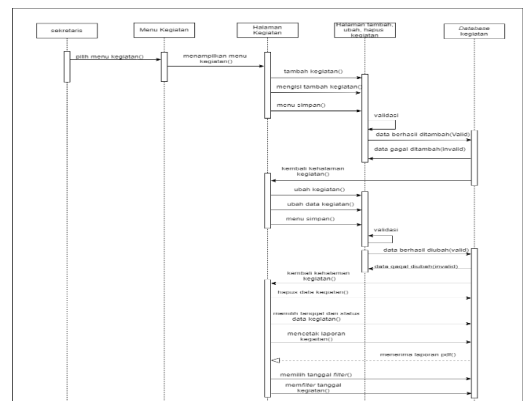 sekretaris
Menu Kegiatan
Halaman
Kegiatan
Halaman tambah,
ubah, hapus
kegiatan
Database
kegiatan
pilih menu kegiatan()
menampilkan menu
kegiatan()
tambah kegiatan()
mengisi tambah kegiatan()
menu simpan()
validasi
data berhasil ditambah(Valid)
data gagal ditambah(invalid)
kembali kehalaman
kegiatan()
ubah kegiatan()
ubah data kegiatan()
menu simpan()
validasi
data berhasil diubah(valid)
data gagal diubah(invalid)
kembali kehalaman
kegiatan()
hapus data kegiatan()
memilih tanggal dan status
data kegiatan()
mencetak laporan
kegiatan()
menerima laporan pdf()
memilih tanggal filter()
memfilter tanggal
kegiatan()